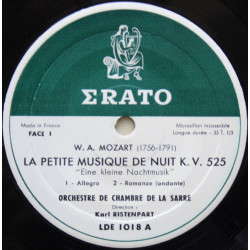 ERATO
Made in France
FACE 1
Microsillon incassable
Longue durée - 33 T. 1/3
W. A. MOZART (1756-1791)
LA PETITE MUSIQUE DE NUIT K. V. 525
"Eine kleine Nachtmusik"
1 - Allegro 2 - Romanze (andante)
ORCHESTRE DE CHAMBRE DE LA SARRE
Direction :
Karl RISTENPART
LDE 1018 A